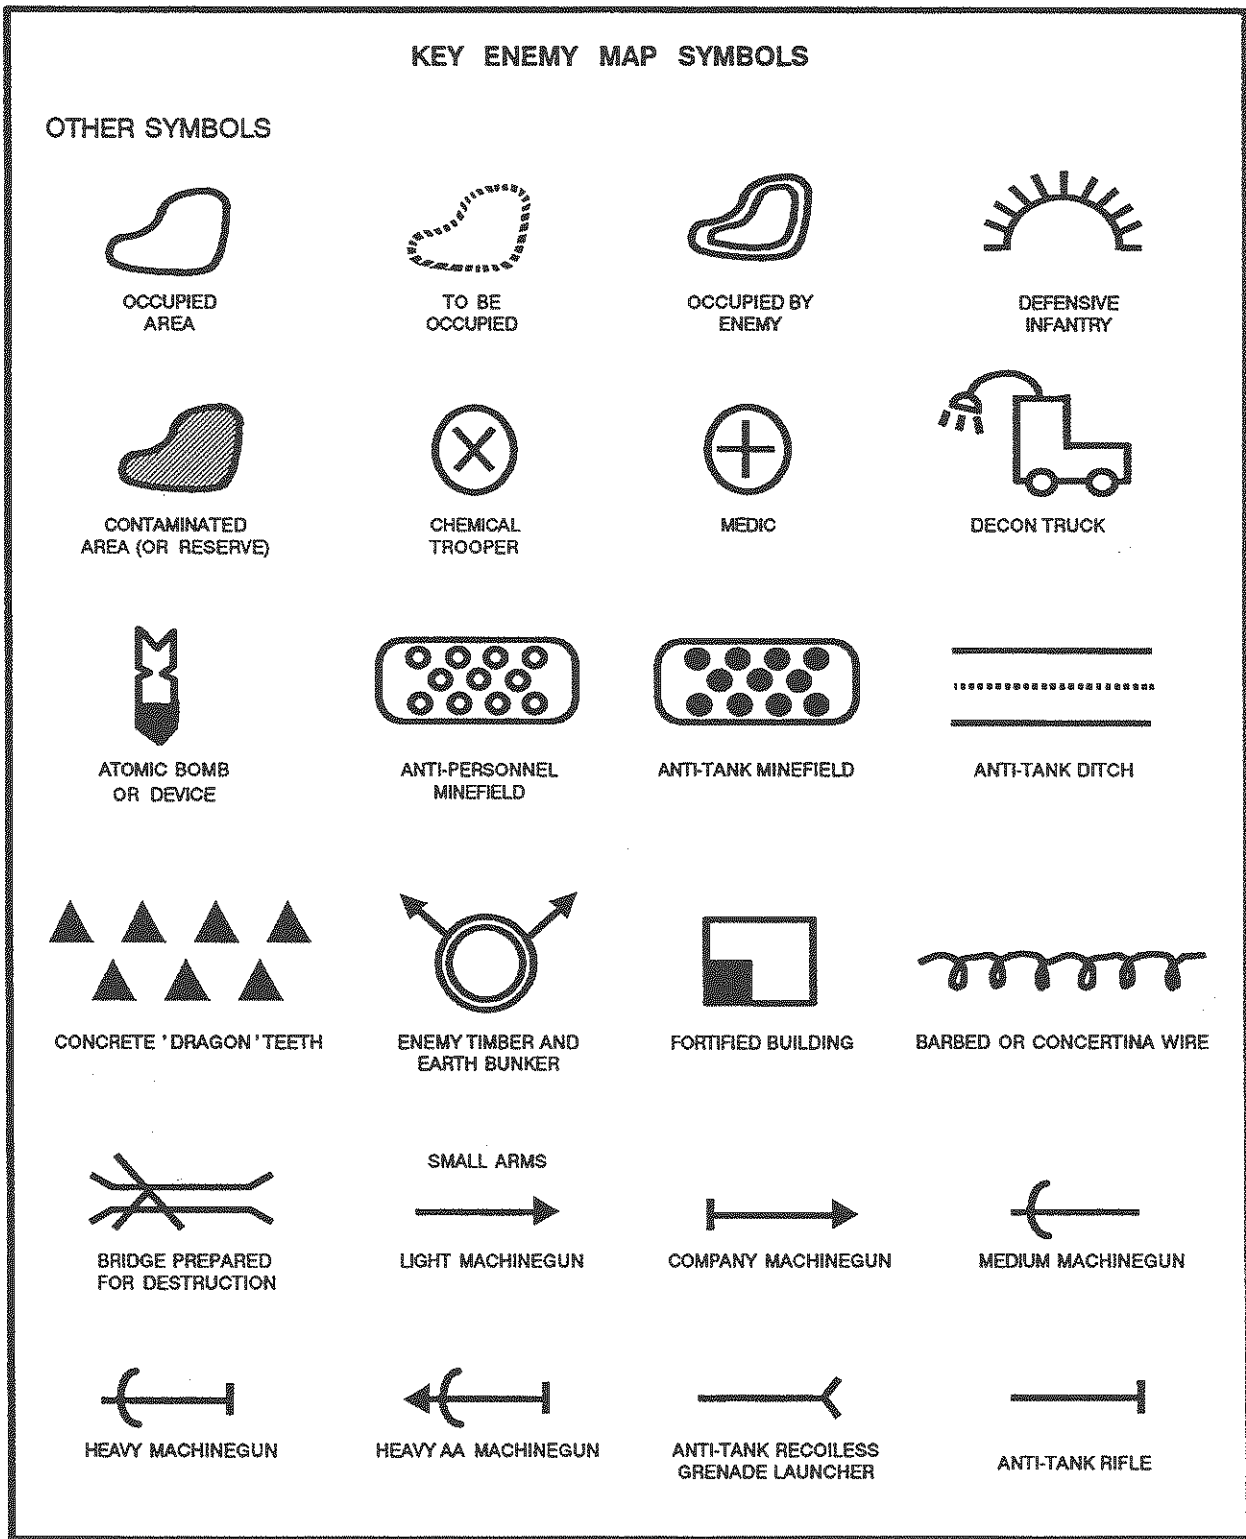 KEY ENEMY MAP SYMBOLS
OTHER SYMBOLS
OCCUPIED
AREA
TO BE
OCCUPIED
OCCUPIED BY
ENEMY
DEFENSIVE
INFANTRY
CONTAMINATED
AREA (OR RESERVE)
CHEMICAL
TROOPER
MEDIC
DECON TRUCK
ATOMIC BOMB
OR DEVICE
ANTI-PERSONNEL
MINEFIELD
ANTI-TANK MINEFIELD
ANTI-TANK DITCH
CONCRETE 'DRAGON' TEETH
ENEMY TIMBER AND
EARTH BUNKER
FORTIFIED BUILDING
BARBED OR CONCERTINA WIRE
BRIDGE PREPARED
FOR DESTRUCTION
SMALL ARMS
LIGHT MACHINEGUN
COMPANY MACHINEGUN
MEDIUM MACHINEGUN
HEAVY MACHINEGUN
HEAVY AA MACHINEGUN
ANTI-TANK RECOILESS
GRENADE LAUNCHER
ANTI-TANK RIFLE